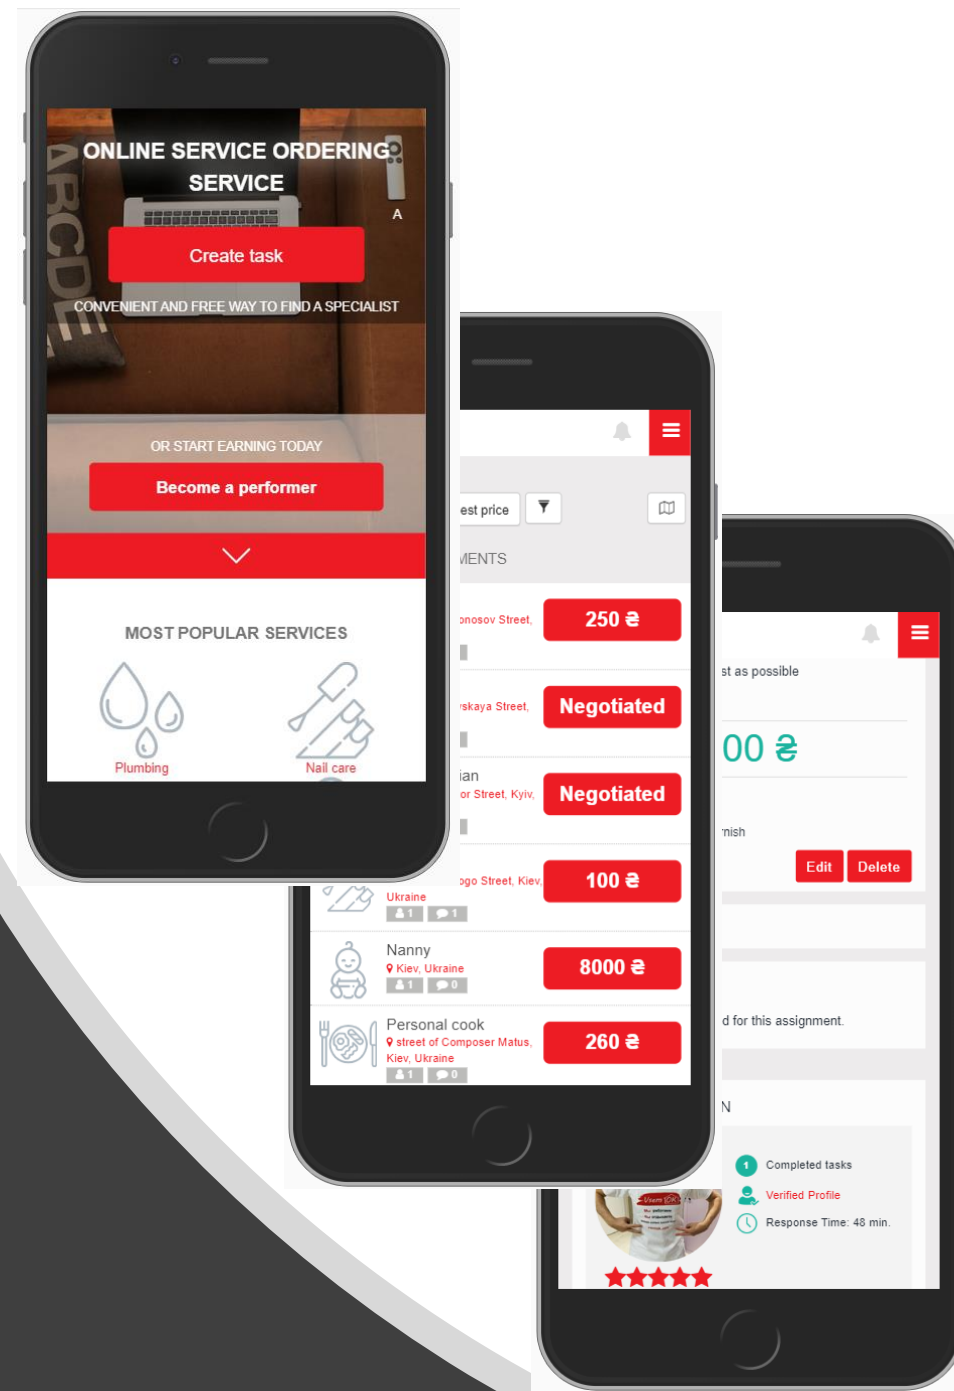 ABCDE
ONLINE SERVICE ORDERING
SERVICE
A
Create task
CONVENIENT AND FREE WAY TO FIND A SPECIALIST
OR START EARNING TODAY
Become a performer
MOST POPULAR SERVICES
Plumbing
Nail care
est price
MENTS
onosov Street,
250 ₴
vskaya Street,
Negotiated
ian
or Street, Kyiv,
Negotiated
ogo Street, Kiev,
Ukraine
1 1
100 ₴
Nanny
Kiev, Ukraine
1 0
8000 ₴
Personal cook
street of Composer Matus,
Kiev, Ukraine
1 0
260 ₴
st as possible
00 ₴
nish
Edit Delete
d for this assignment.
N
1 Completed tasks
Verified Profile
Response Time: 48 min.